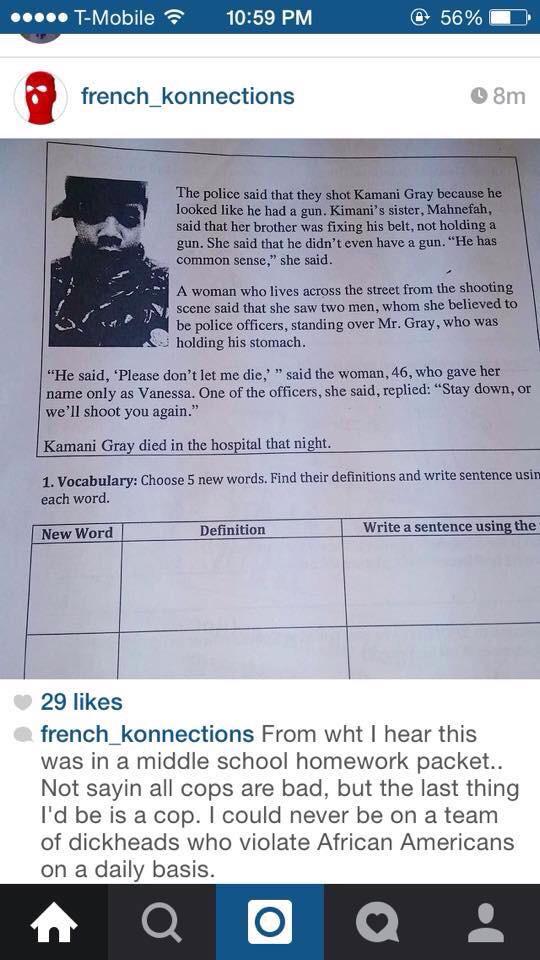 T-Mobile 10:59 PM 56%
french_konnections 8m
The police said that they shot Kamani Gray because he
looked like he had a gun. Kimani's sister, Mahnefah,
said that her brother was fixing his belt, not holding a
gun. She said that he didn't even have a gun. “He has
common sense,” she said.
A woman who lives across the street from the shooting
scene said that she saw two men, whom she believed to
be police officers, standing over Mr. Gray, who was
holding his stomach.
“He said, ‘Please don't let me die,’ ” said the woman, 46, who gave her
name only as Vanessa. One of the officers, she said, replied: “Stay down, or
we'll shoot you again.”
Kamani Gray died in the hospital that night.
1. Vocabulary: Choose 5 new words. Find their definitions and write sentence usin
each word.
New Word Definition Write a sentence using the
29 likes
french_konnections From wht I hear this
was in a middle school homework packet..
Not sayin all cops are bad, but the last thing
I'd be is a cop. I could never be on a team
of dickheads who violate African Americans
on a daily basis.